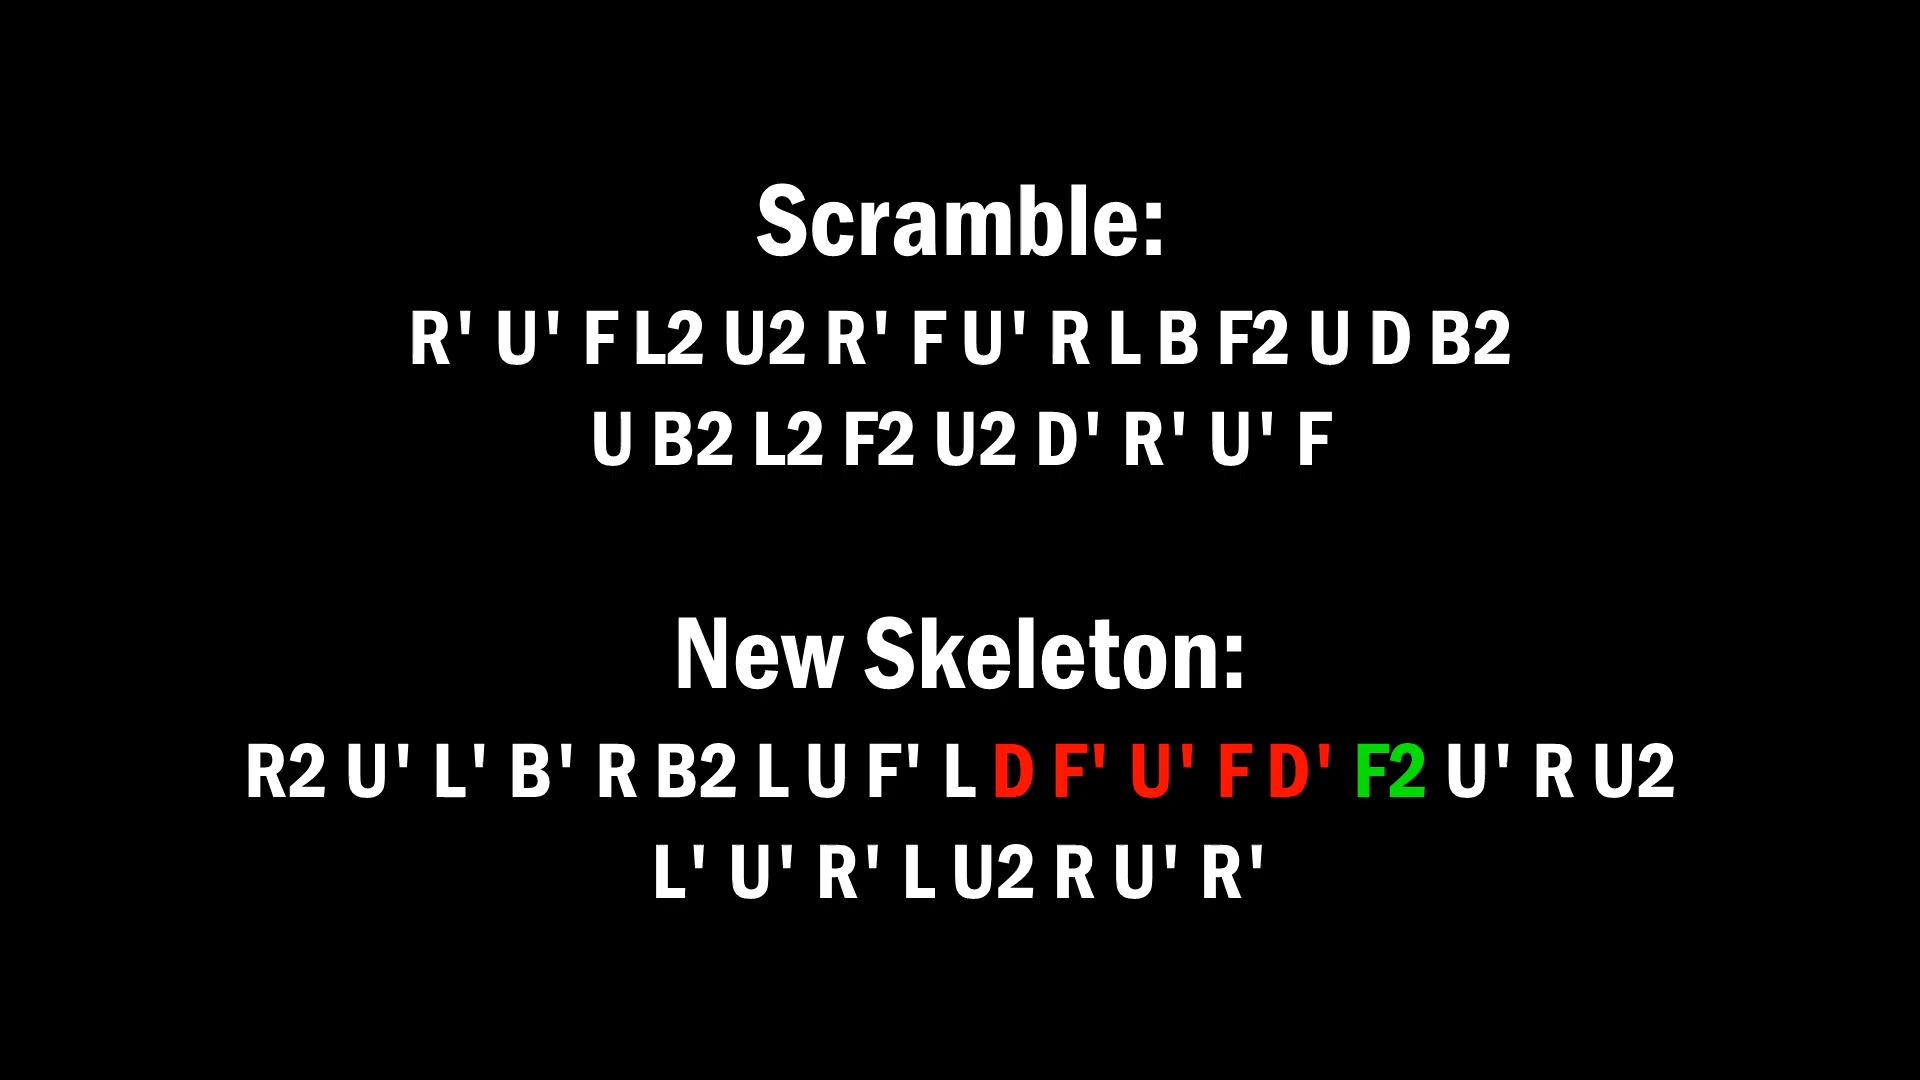 Scramble:
R' U' F L2 U2 R' F U' R L B F2 U D B2
U B2 L2 F2 U2 D' R' U' F
New Skeleton:
R2 U' L' B' R B2 L U F' L D F' U' F D' F2 U' R U2
L' U' R' L U2 R U' R'